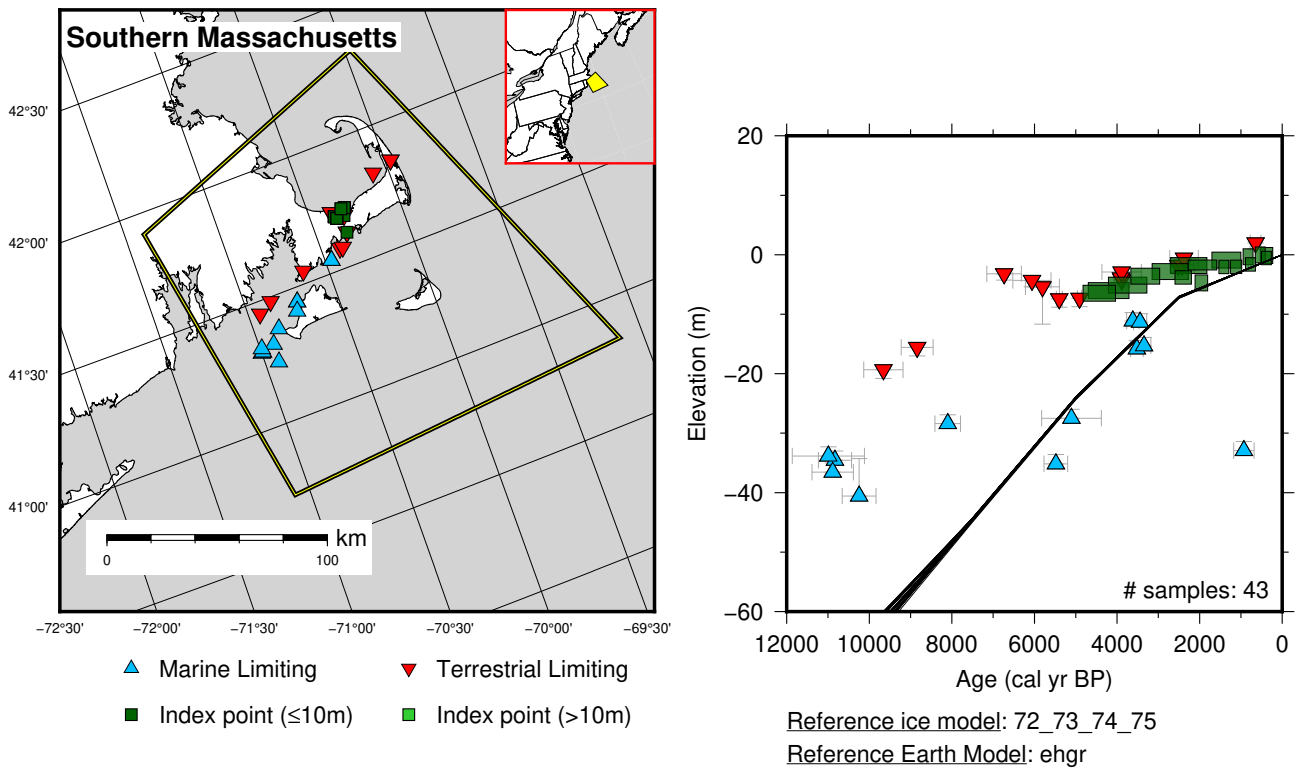 Southern Massachusetts
42°30'
42°00'
41°30'
41°00'
−72°30' −72°00' −71°30' −71°00' −70°30' −70°00' −69°30'
km
0 100
Marine Limiting
Terrestrial Limiting
Index point (≤10m)
Index point (>10m)
20
0
−20
−40
−60
Elevation (m)
# samples: 43
12000 10000 8000 6000 4000 2000 0
Age (cal yr BP)
Reference ice model: 72_73_74_75
Reference Earth Model: ehgr